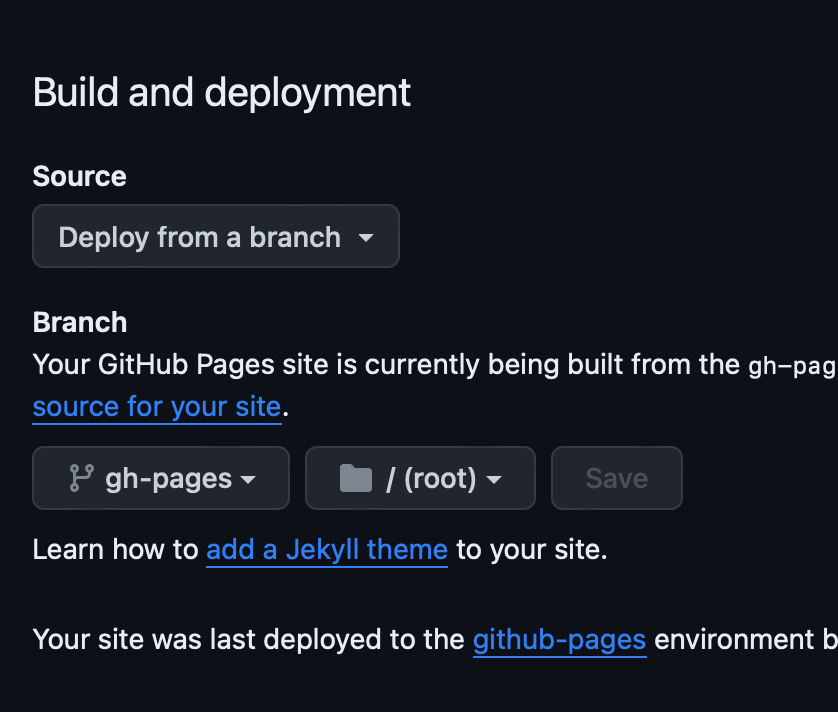 Build and deployment
Source
Deploy from a branch
Branch
Your GitHub Pages site is currently being built from the gh-pag
source for your site.
gh-pages / (root) Save
Learn how to add a Jekyll theme to your site.
Your site was last deployed to the github-pages environment b